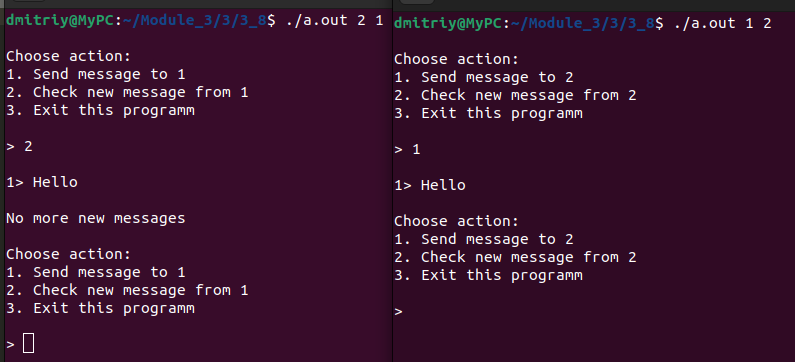 dmitriy@MyPC:~/Module_3/3/3_8$ ./a.out 2 1
Choose action:
1. Send message to 1
2. Check new message from 1
3. Exit this programm
> 2
1> Hello
No more new messages
Choose action:
1. Send message to 1
2. Check new message from 1
3. Exit this programm
>
dmitriy@MyPC:~/Module_3/3/3_8$ ./a.out 1 2
Choose action:
1. Send message to 2
2. Check new message from 2
3. Exit this programm
> 1
1> Hello
Choose action:
1. Send message to 2
2. Check new message from 2
3. Exit this programm
>